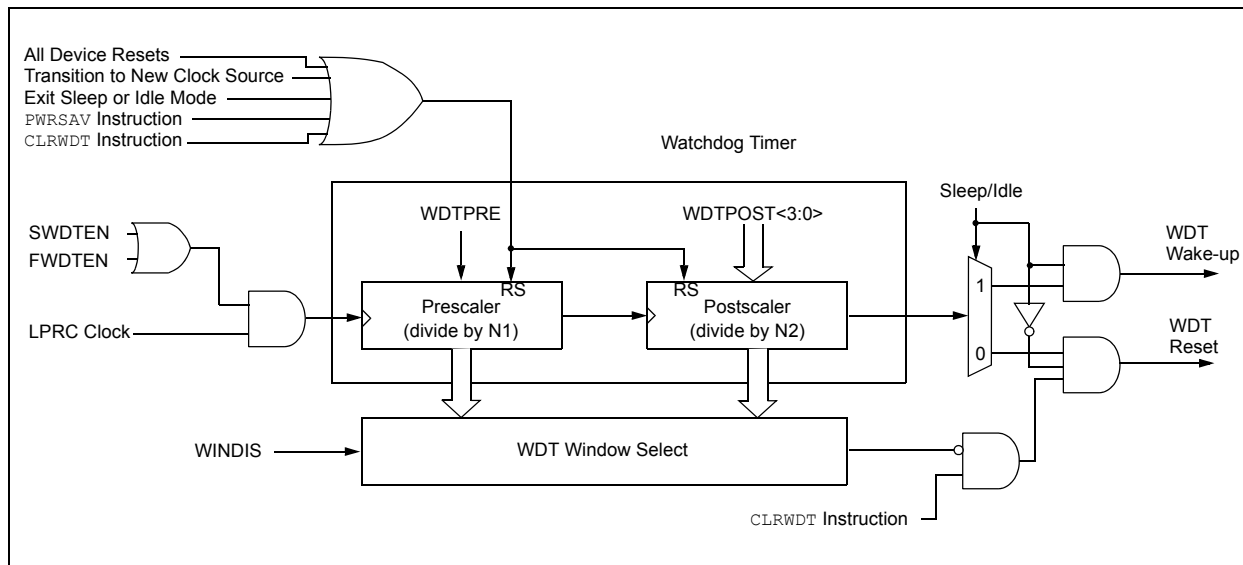 All Device Resets
Transition to New Clock Source
Exit Sleep or Idle Mode
PWRSAV Instruction
CLRWDT Instruction
Watchdog Timer
Sleep/Idle
WDTPRE
WDTPOST<3:0>
SWDTEN
FWDTEN
WDT
Wake-up
RS
RS
1
Prescaler
(divide by N1)
Postscaler
(divide by N2)
LPRC Clock
WDT
Reset
0
WINDIS
WDT Window Select
CLRWDT Instruction